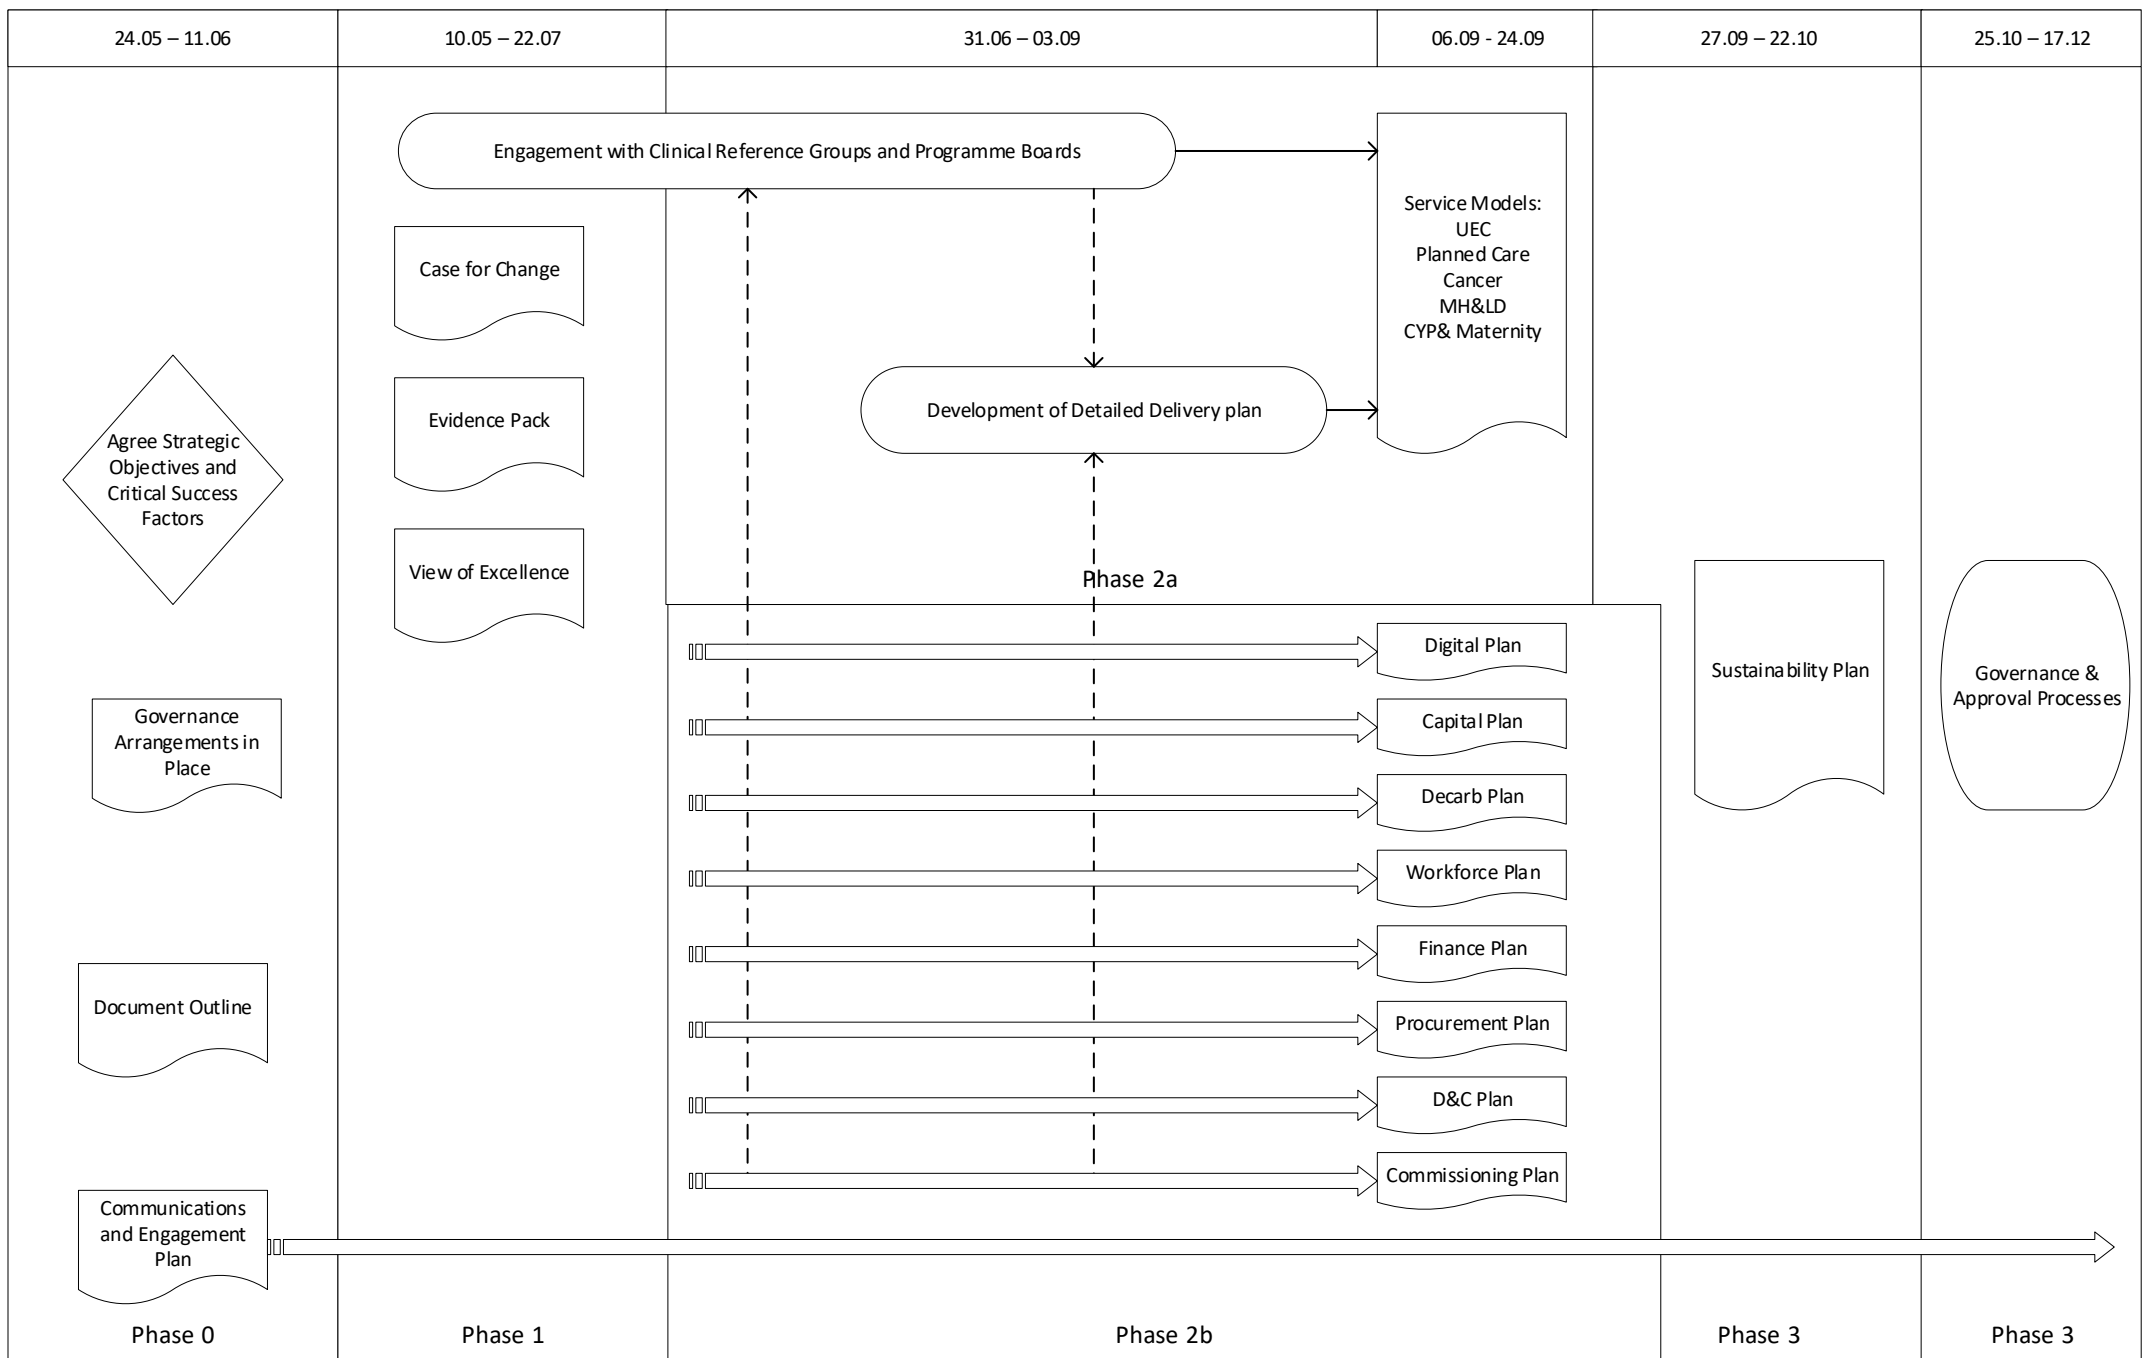 24.05 – 11.06
10.05 – 22.07
31.06 – 03.09
06.09 - 24.09
27.09 – 22.10
25.10 – 17.12
Engagement with Clinical Reference Groups and Programme Boards
Service Models:
UEC
Planned Care
Cancer
MH&LD
CYP& Maternity
Case for Change
Development of Detailed Delivery plan
Evidence Pack
Agree Strategic
Objectives and
Critical Success
Factors
View of Excellence
Phase 2a
Digital Plan
Sustainability Plan
Governance &
Approval Processes
Governance
Arrangements in
Place
Capital Plan
Decarb Plan
Workforce Plan
Finance Plan
Document Outline
Procurement Plan
D&C Plan
Commissioning Plan
Communications
and Engagement
Plan
Phase 0
Phase 1
Phase 2b
Phase 3
Phase 3